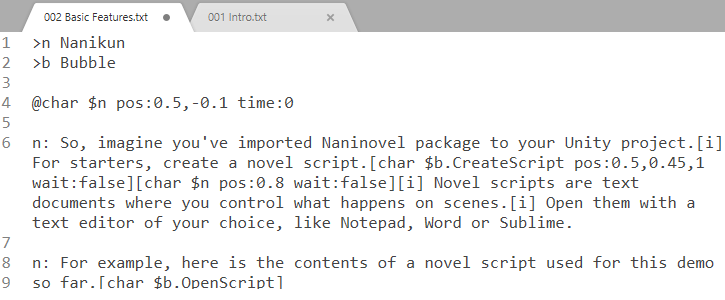 002 Basic Features.txt
001 Intro.txt
1 >n Nanikun
2 >b Bubble
3
4 @char $n pos:0.5,-0.1 time:0
5
6 n: So, imagine you've imported Naninovel package to your Unity project.[i]
For starters, create a novel script.[char $b.CreateScript pos:0.5,0.45,1
wait:false][char $n pos:0.8 wait:false][i] Novel scripts are text
documents where you control what happens on scenes.[i] Open them with a
text editor of your choice, like Notepad, Word or Sublime.
7
8 n: For example, here is the contents of a novel script used for this demo
9 so far.[char $b.OpenScript]